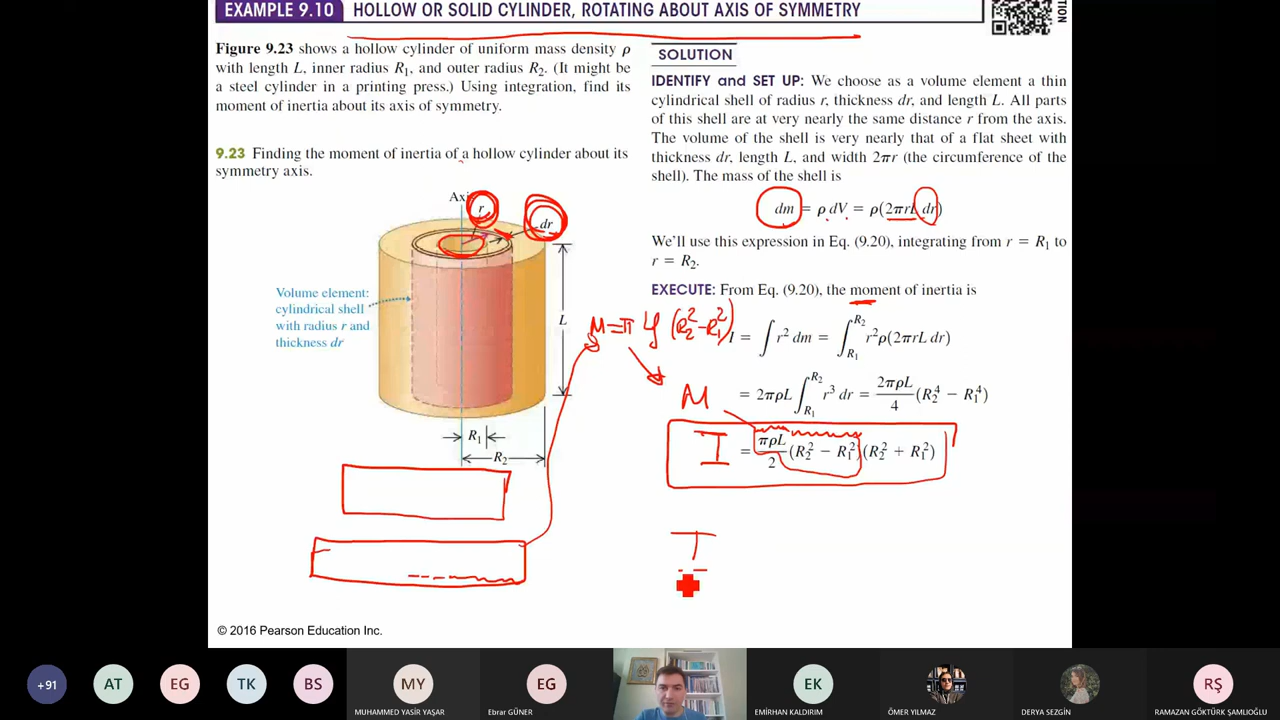 EXAMPLE 9.10 HOLLOW OR SOLID CYLINDER, ROTATING ABOUT AXIS OF SYMMETRY
Figure 9.23 shows a hollow cylinder of uniform mass density ρ
with length L, inner radius R₁, and outer radius R₂. (It might be
a steel cylinder in a printing press.) Using integration, find its
moment of inertia about its axis of symmetry.
9.23 Finding the moment of inertia of a hollow cylinder about its
symmetry axis.
r
dr
Volume element:
cylindrical shell
with radius r and
thickness dr
L
R₁
R₂
SOLUTION
IDENTIFY and SET UP: We choose as a volume element a thin
cylindrical shell of radius r, thickness dr, and length L. All parts
of this shell are at very nearly the same distance r from the axis.
The volume of the shell is very nearly that of a flat sheet with
thickness dr, length L, and width 2πr (the circumference of the
shell). The mass of the shell is
dm = ρ dV = ρ(2πrL dr)
We'll use this expression in Eq. (9.20), integrating from r = R₁ to
r = R₂.
EXECUTE: From Eq. (9.20), the moment of inertia is
I = ∫ r² dm = ∫_{R₁}^{R₂} r²ρ(2πrL dr)
= 2πρL ∫_{R₁}^{R₂} r³ dr = 2πρL/4 (R₂⁴ − R₁⁴)
I = πρL/2 (R₂² − R₁²)(R₂² + R₁²)
M
© 2016 Pearson Education Inc.
+91
AT
EG
TK
BS
MY
EG
EK
RŞ
MUHAMMED YASİR YAŞAR
Ebrar GÜNER
EMİRHAN KALDIRIM
ÖMER YILMAZ
DERYA SEZGİN
RAMAZAN GÖKTÜRK ŞAMLIOĞLU